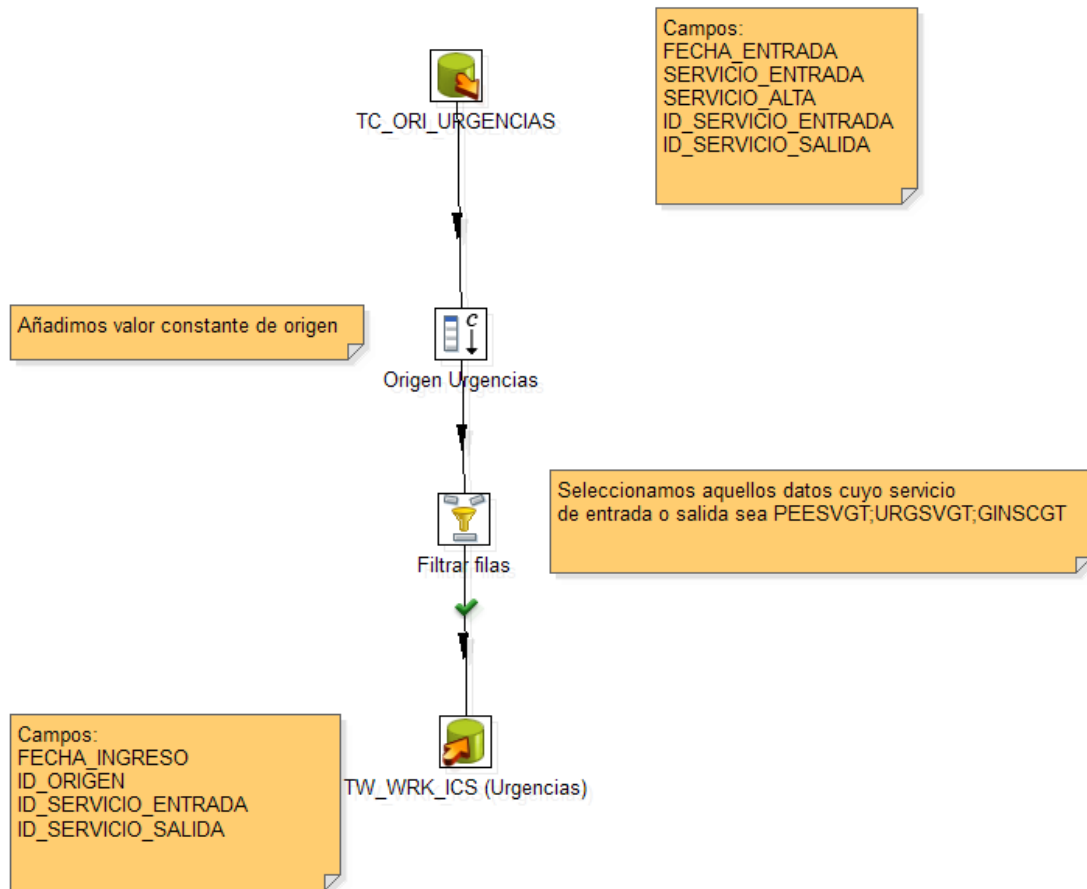 Campos:
FECHA_ENTRADA
SERVICIO_ENTRADA
SERVICIO_ALTA
ID_SERVICIO_ENTRADA
ID_SERVICIO_SALIDA
TC_ORI_URGENCIAS
Añadimos valor constante de origen
C
Origen Urgencias
Seleccionamos aquellos datos cuyo servicio
de entrada o salida sea PEESVGT;URGSVGT;GINSCGT
Filtrar filas
Campos:
FECHA_INGRESO
ID_ORIGEN
ID_SERVICIO_ENTRADA
ID_SERVICIO_SALIDA
TW_WRK_ICS (Urgencias)